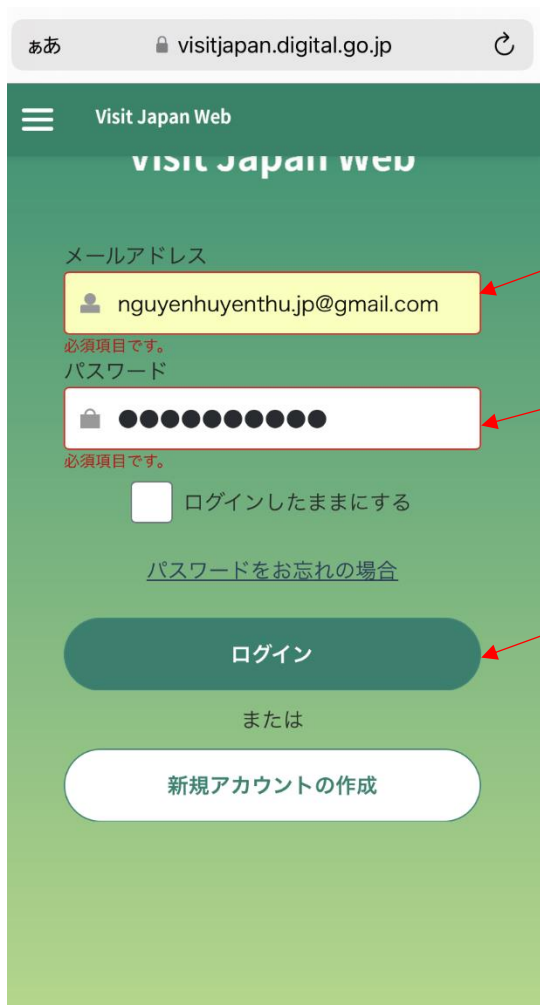 ぁあ visitjapan.digital.go.jp
Visit Japan Web
Visit Japan Web
メールアドレス
nguyenhuyenthu.jp@gmail.com
必須項目です。
パスワード
●●●●●●●●●●
必須項目です。
ログインしたままにする
パスワードをお忘れの場合
ログイン
または
新規アカウントの作成